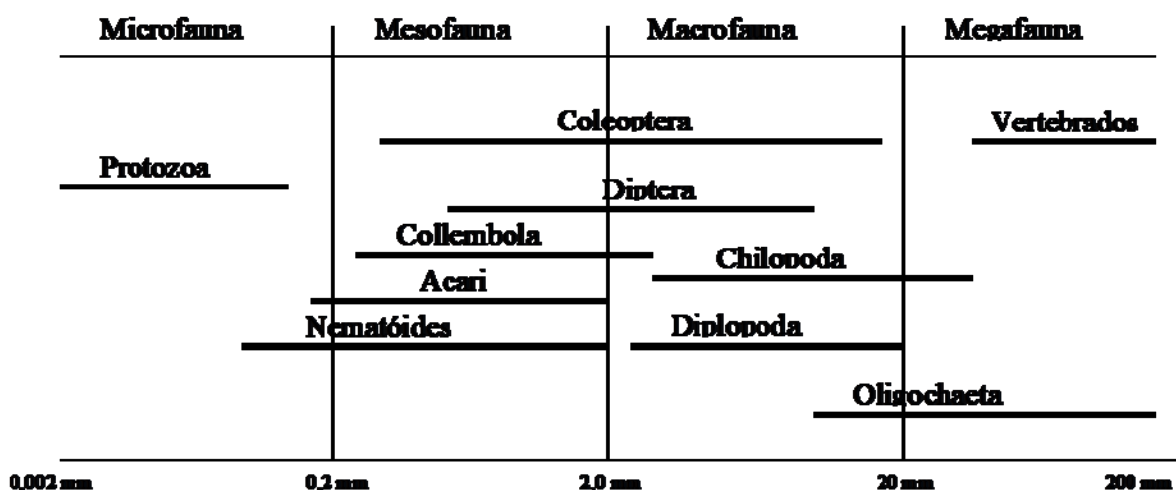 Microfauna Mesofauna Macrofauna Megafauna
Coleoptera Vertebrados
Protozoa
Diptera
Collembola
Chilopoda
Acari
Nematóides Diplopoda
Oligochaeta
0,002 mm 0,2 mm 2,0 mm 20 mm 200 mm